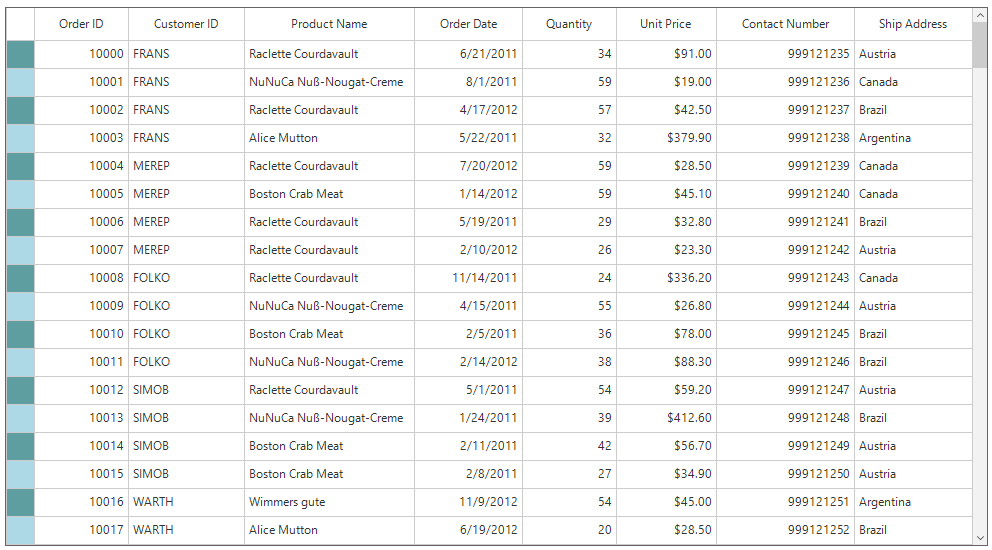 Order ID Customer ID Product Name Order Date Quantity Unit Price Contact Number Ship Address
10000 FRANS Raclette Courdavault 6/21/2011 34 $91.00 999121235 Austria
10001 FRANS NuNuCa Nuß-Nougat-Creme 8/1/2011 59 $19.00 999121236 Canada
10002 FRANS Raclette Courdavault 4/17/2012 57 $42.50 999121237 Brazil
10003 FRANS Alice Mutton 5/22/2011 32 $379.90 999121238 Argentina
10004 MEREP Raclette Courdavault 7/20/2012 59 $28.50 999121239 Canada
10005 MEREP Boston Crab Meat 1/14/2012 59 $45.10 999121240 Canada
10006 MEREP Raclette Courdavault 5/19/2011 29 $32.80 999121241 Brazil
10007 MEREP Raclette Courdavault 2/10/2012 26 $23.30 999121242 Austria
10008 FOLKO Raclette Courdavault 11/14/2011 24 $336.20 999121243 Canada
10009 FOLKO NuNuCa Nuß-Nougat-Creme 4/15/2011 55 $26.80 999121244 Austria
10010 FOLKO Boston Crab Meat 2/5/2011 36 $78.00 999121245 Brazil
10011 FOLKO NuNuCa Nuß-Nougat-Creme 2/14/2012 38 $88.30 999121246 Brazil
10012 SIMOB Raclette Courdavault 5/1/2011 54 $59.20 999121247 Austria
10013 SIMOB NuNuCa Nuß-Nougat-Creme 1/24/2011 39 $412.60 999121248 Brazil
10014 SIMOB Boston Crab Meat 2/11/2011 42 $56.70 999121249 Austria
10015 SIMOB Boston Crab Meat 2/8/2011 27 $34.90 999121250 Austria
10016 WARTH Wimmers gute 11/9/2012 54 $45.00 999121251 Argentina
10017 WARTH Alice Mutton 6/19/2012 20 $28.50 999121252 Brazil